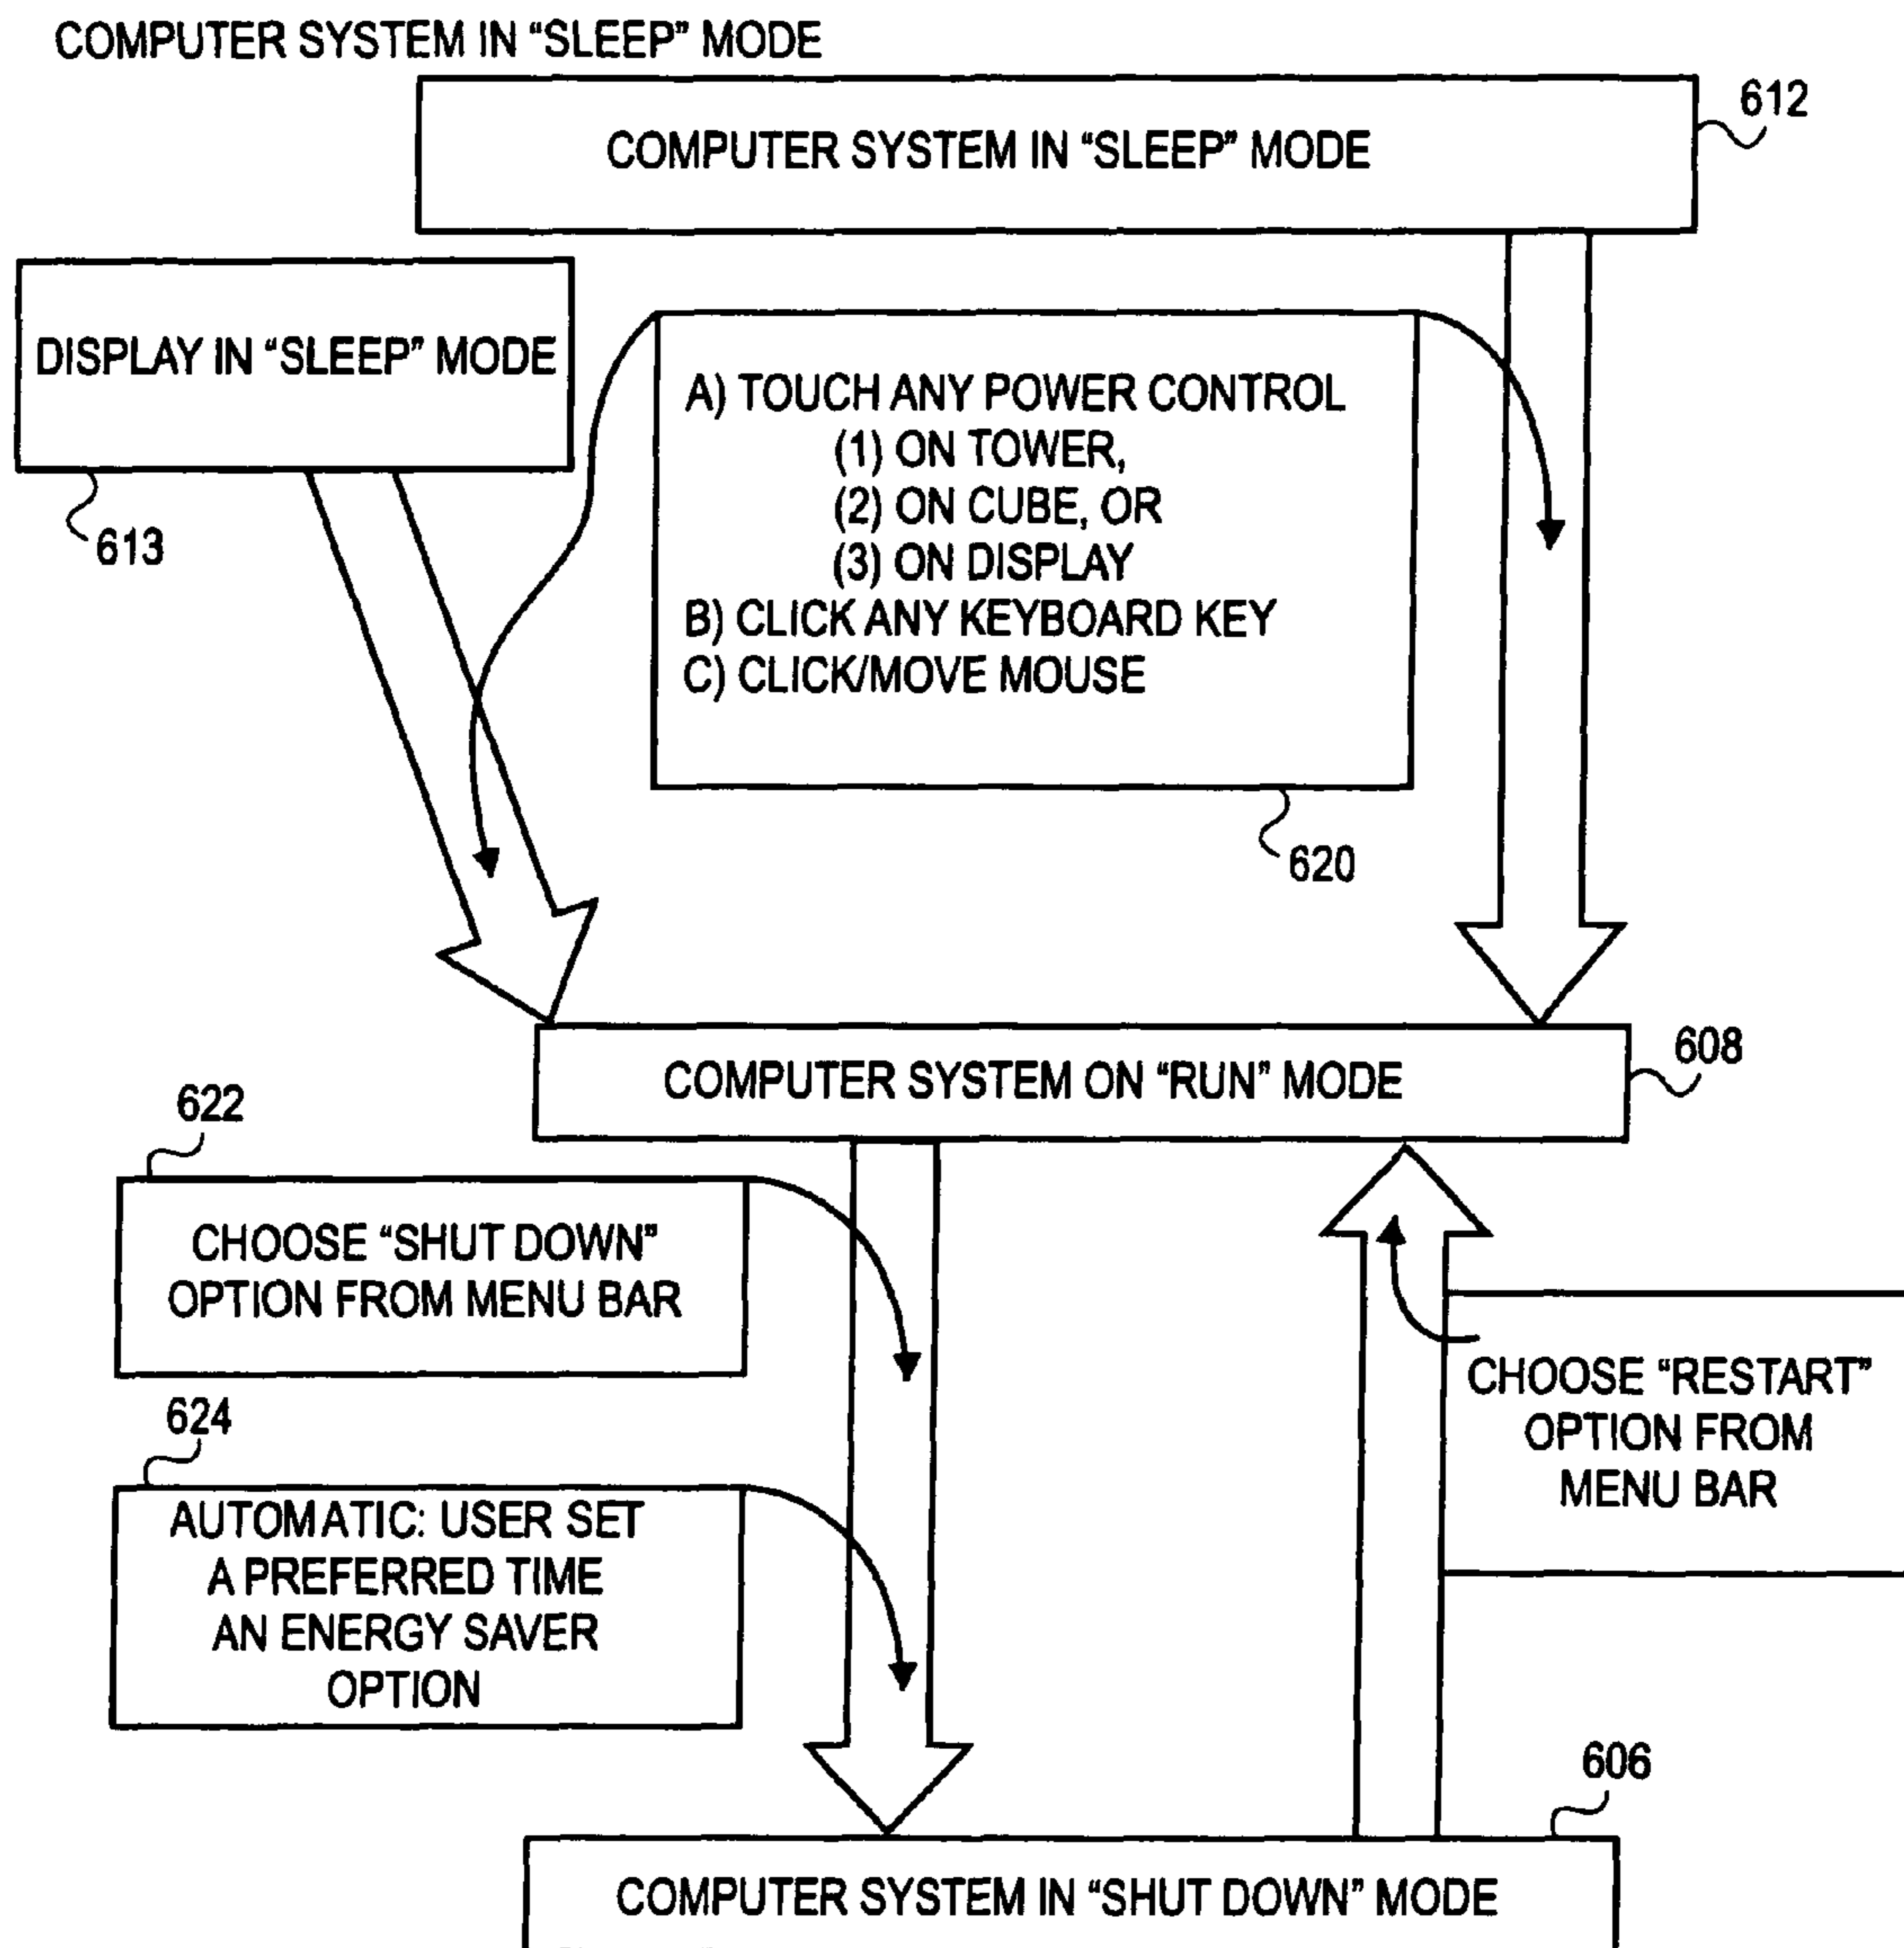 COMPUTER SYSTEM IN “SLEEP” MODE
COMPUTER SYSTEM IN “SLEEP” MODE
612
DISPLAY IN “SLEEP” MODE
613
A) TOUCH ANY POWER CONTROL
(1) ON TOWER,
(2) ON CUBE, OR
(3) ON DISPLAY
B) CLICK ANY KEYBOARD KEY
C) CLICK/MOVE MOUSE
620
COMPUTER SYSTEM ON “RUN” MODE
608
622
CHOOSE “SHUT DOWN”
OPTION FROM MENU BAR
CHOOSE “RESTART”
OPTION FROM
MENU BAR
624
AUTOMATIC: USER SET
A PREFERRED TIME
AN ENERGY SAVER
OPTION
606
COMPUTER SYSTEM IN “SHUT DOWN” MODE